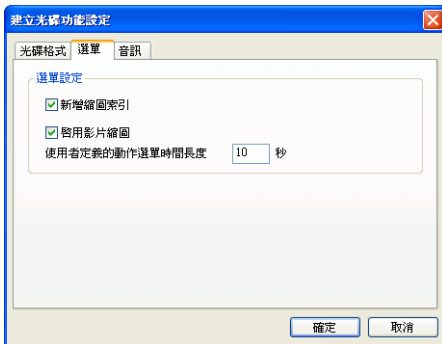 建立光碟功能設定
光碟格式 選單 音訊
選單設定
新增縮圖索引
啓用影片縮圖
使用者定義的動作選單時間長度 10 秒
確定 取消